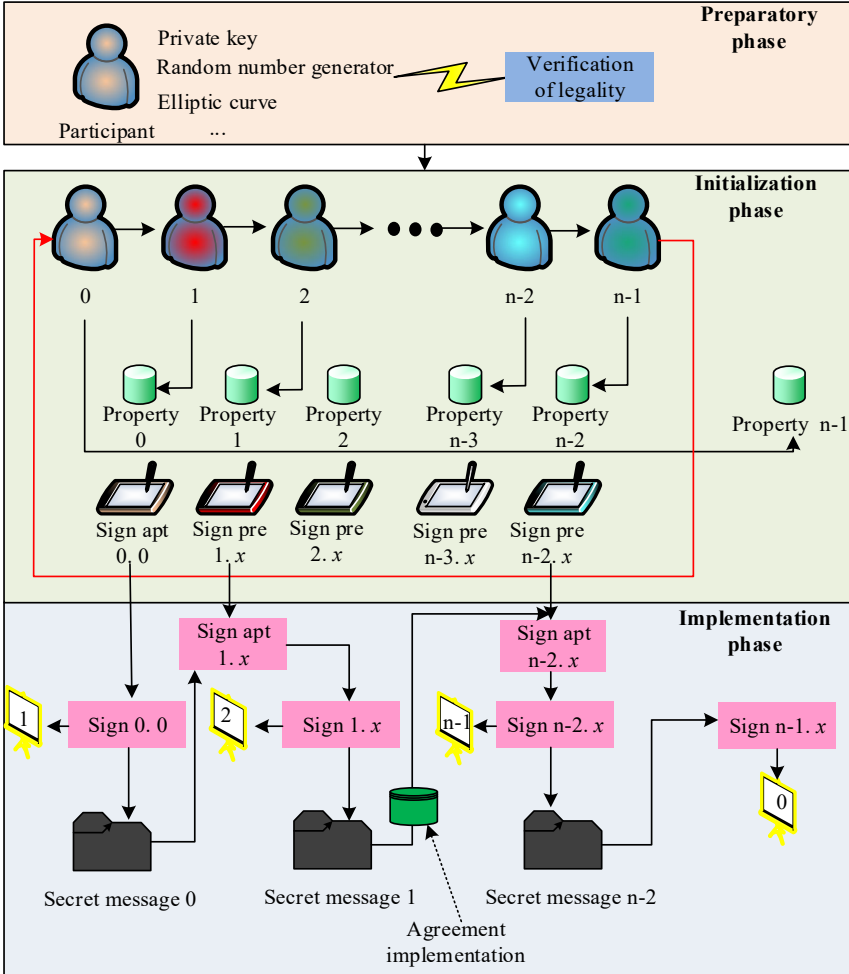 Preparatory
phase
Private key
Random number generator
Elliptic curve
...
Participant
Verification
of legality
Initialization
phase
0
1
2
n-2
n-1
Property
0
Property
1
Property
2
Property
n-3
Property
n-2
Property n-1
Sign apt
0. 0
Sign pre
1. x
Sign pre
2. x
Sign pre
n-3. x
Sign pre
n-2. x
Implementation
phase
Sign apt
1. x
Sign apt
n-2. x
1
Sign 0. 0
2
Sign 1. x
n-1
Sign n-2. x
Sign n-1. x
0
Secret message 0
Secret message 1
Secret message n-2
Agreement
implementation